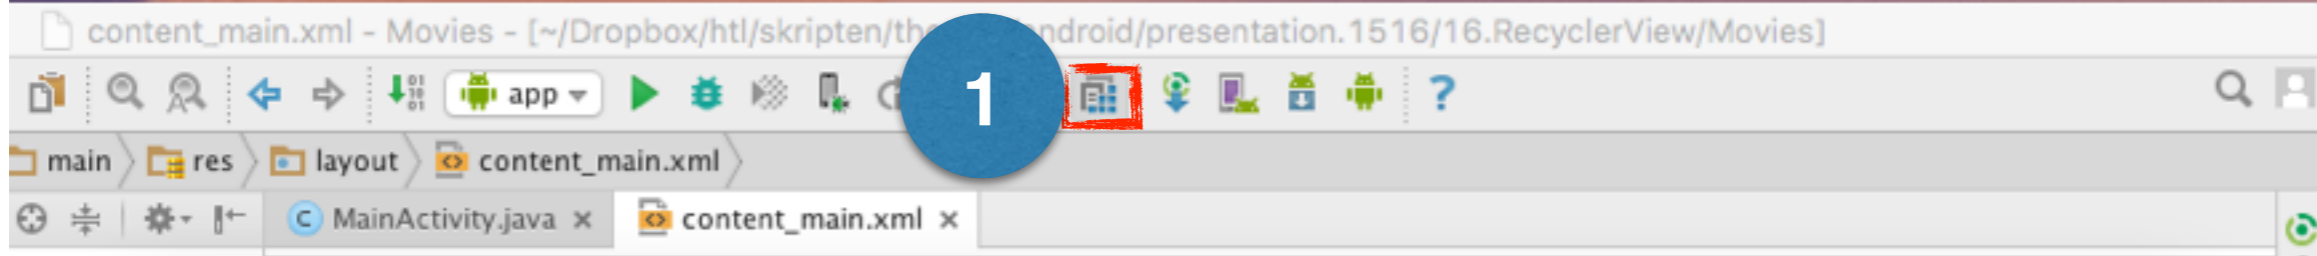 content_main.xml - Movies - [~/Dropbox/htl/skripten/the ndroid/presentation.1516/16.RecyclerView/Movies]
app 1 ?
main res layout content_main.xml
MainActivity.java content_main.xml